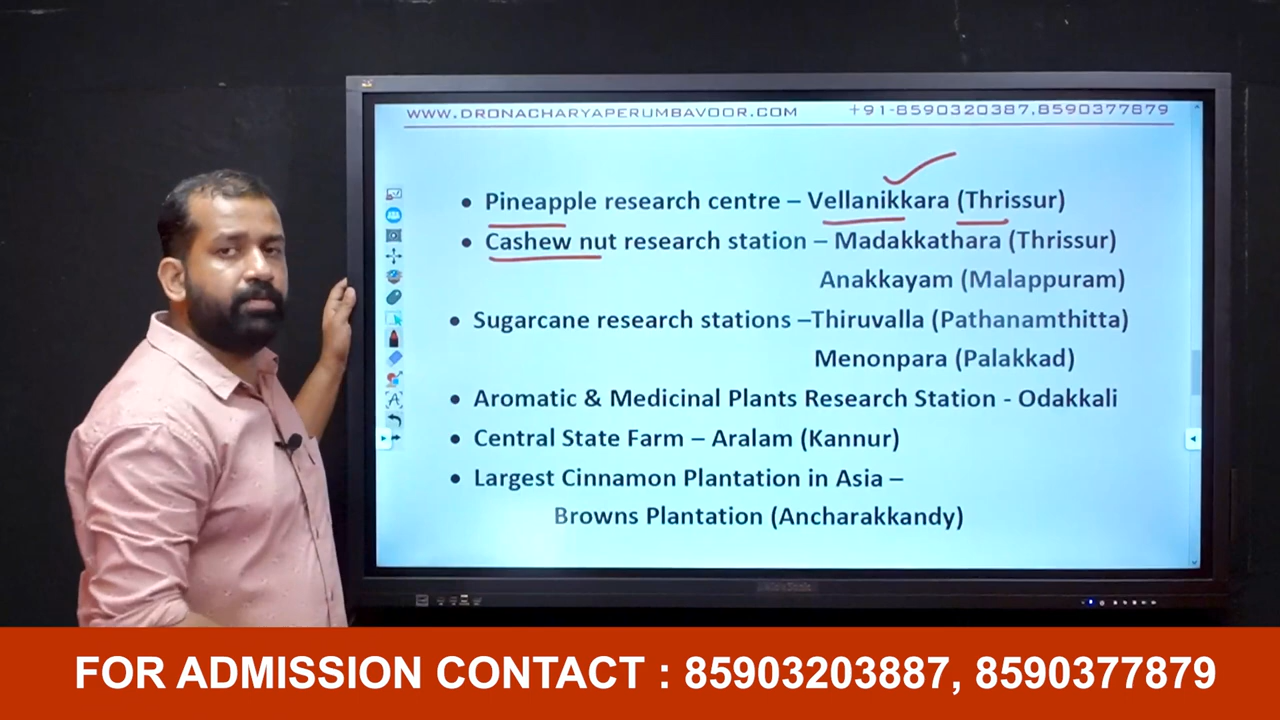 WWW.DRONACHARYAPERUMBAVOOR.COM +91-8590320387,8590377879
• Pineapple research centre – Vellanikkara (Thrissur)
• Cashew nut research station – Madakkathara (Thrissur)
Anakkayam (Malappuram)
• Sugarcane research stations –Thiruvalla (Pathanamthitta)
Menonpara (Palakkad)
• Aromatic & Medicinal Plants Research Station - Odakkali
• Central State Farm – Aralam (Kannur)
• Largest Cinnamon Plantation in Asia –
Browns Plantation (Ancharakkandy)
FOR ADMISSION CONTACT : 85903203887, 8590377879